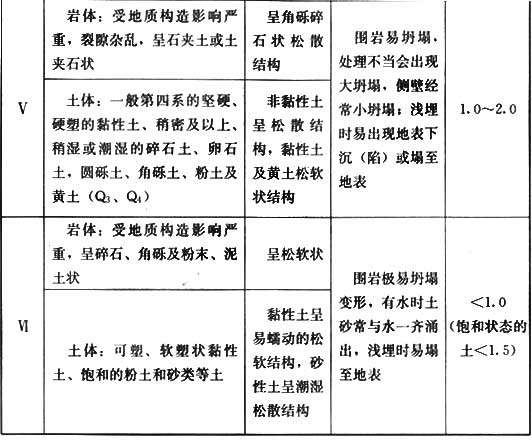 岩体：受地质构造影响严
重，裂隙杂乱，呈石夹土或土
夹石状
呈角砾碎
石状松散
结构
Ⅴ
土体：一般第四系的坚硬、
硬塑的黏性土、稍密及以上、
稍湿或潮湿的碎石土、卵石
土，圆砾土、角砾土、粉土及
黄土（Q₃、Q₄）
非黏性土
呈松散结
构，黏性土
及黄土松软
状结构
围岩易坍塌，
处理不当会出现
大坍塌，侧壁经
常小坍塌；浅埋
时易出现地表下
沉（陷）或塌至
地表
1.0～2.0
岩体：受地质构造影响严
重，呈碎石、角砾及粉末、泥
土状
呈松软状
Ⅵ
土体：可塑、软塑状黏性
土、饱和的粉土和砂类等土
黏性土呈
易蠕动的松
软结构，砂
性土呈潮湿
松散结构
围岩极易坍塌
变形，有水时土
砂常与水一齐涌
出，浅埋时易塌
至地表
<1.0
（饱和状态的
土<1.5）